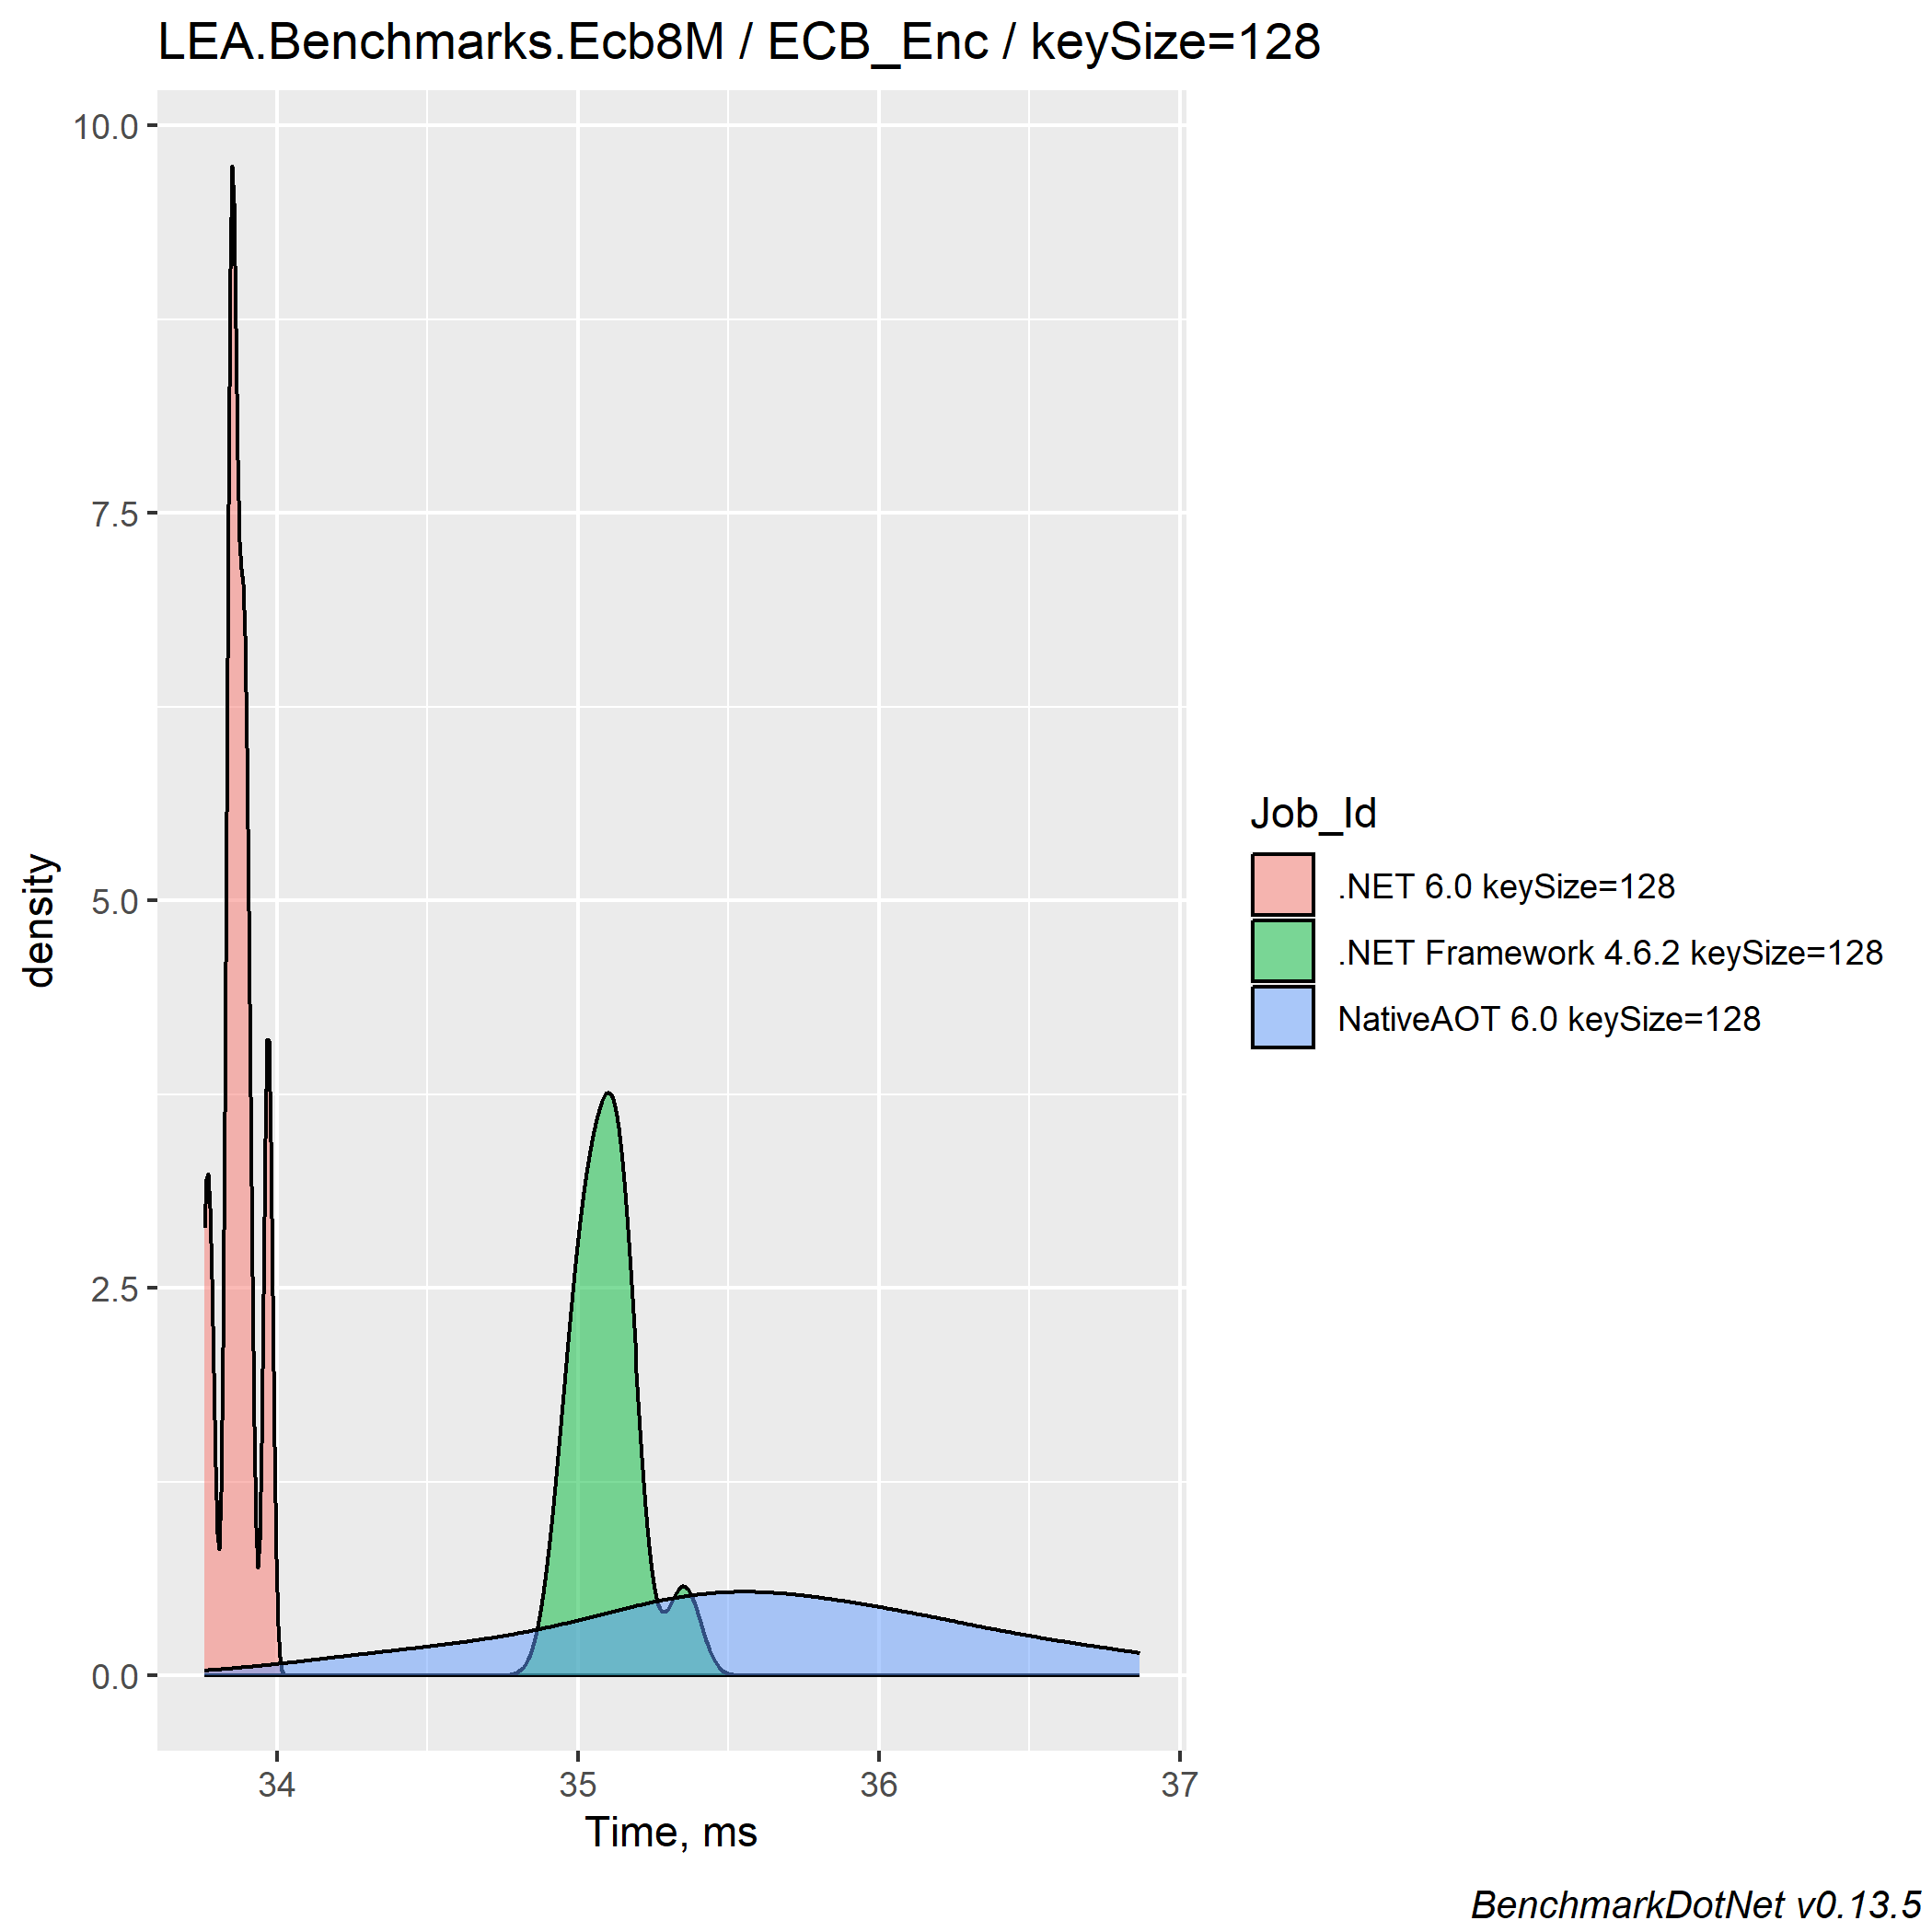 LEA.Benchmarks.Ecb8M / ECB_Enc / keySize=128
10.0
7.5
5.0
2.5
0.0
density
34 35 36 37
Time, ms
Job_Id
.NET 6.0 keySize=128
.NET Framework 4.6.2 keySize=128
NativeAOT 6.0 keySize=128
BenchmarkDotNet v0.13.5